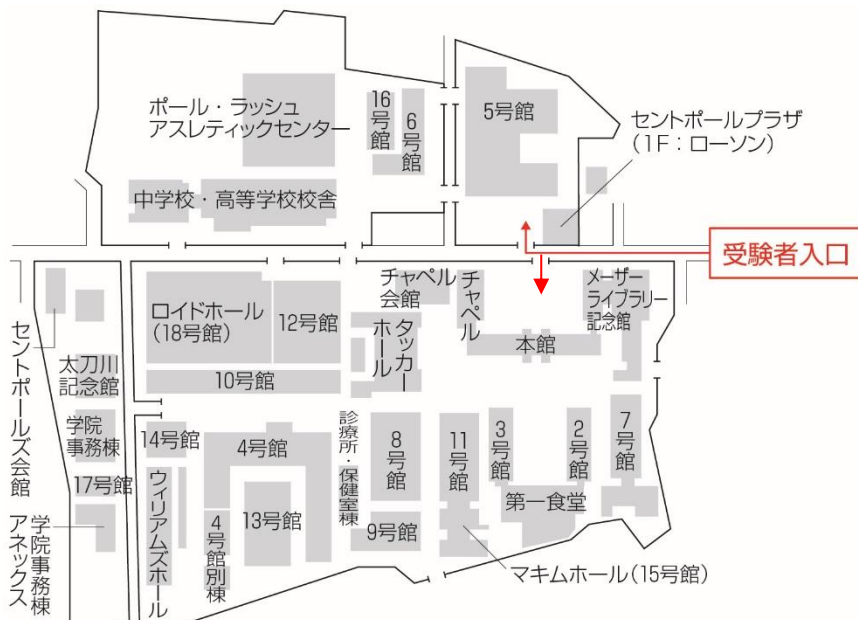 ポール・ラッシュ
アスレティックセンター
16号館
6号館
5号館
セントポールプラザ
(1F:ローソン)
中学校・高等学校校舎
受験者入口
チャペル
会館
チャペル
メーザー
ライブラリー
記念館
ロイドホール
(18号館)
12号館
タッカー
ホール
本館
セントポールズ会館
太刀川
記念館
10号館
学院
事務棟
14号館
4号館
診療所・保健室棟
8号館
11号館
3号館
2号館
7号館
17号館
ウィリアムズホール
13号館
第一食堂
4号館別棟
9号館
学院事務棟
アネックス
マキムホール(15号館)